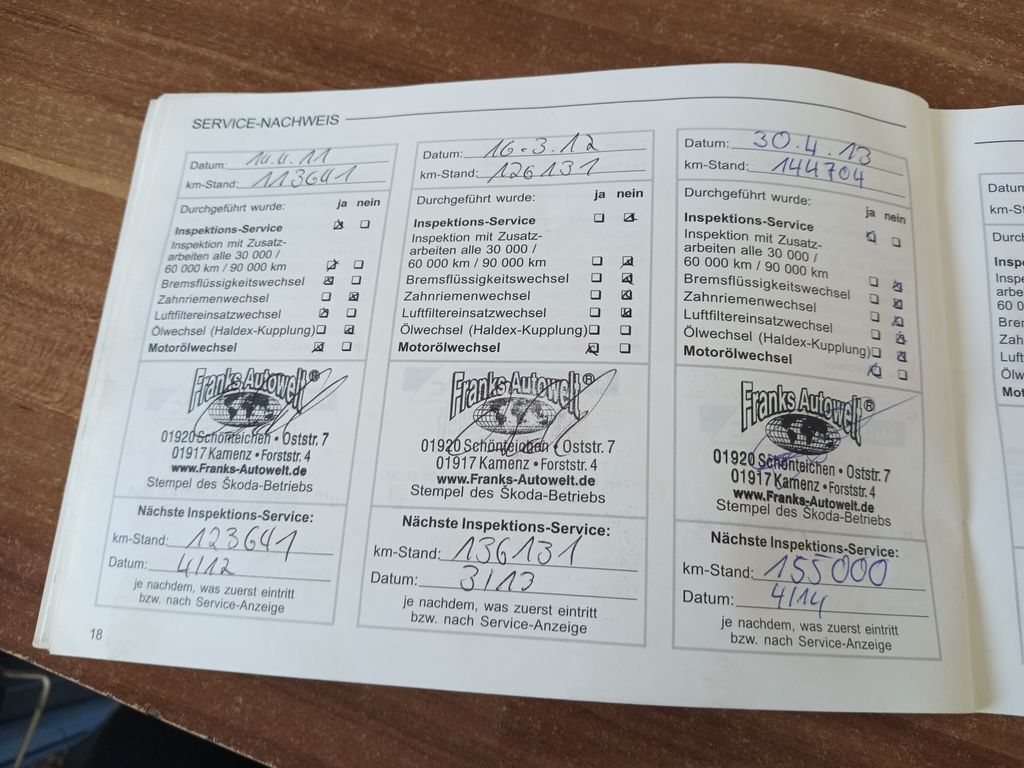 SERVICE-NACHWEIS
Datum: 14.4.11
km-Stand: 113641
Durchgeführt wurde: ja nein
Inspektions-Service
Inspektion mit Zusatz-
arbeiten alle 30 000 /
60 000 km / 90 000 km
Bremsflüssigkeitswechsel
Zahnriemenwechsel
Luftfiltereinsatzwechsel
Ölwechsel (Haldex-Kupplung)
Motorölwechsel
Franks Autowelt®
01920 Schönteichen • Oststr. 7
01917 Kamenz • Forststr. 4
www.Franks-Autowelt.de
Stempel des Škoda-Betriebs
Nächste Inspektions-Service:
km-Stand: 123641
Datum: 4/12
je nachdem, was zuerst eintritt
bzw. nach Service-Anzeige
18
Datum: 16.3.12
km-Stand: 126131
Durchgeführt wurde: ja nein
Inspektions-Service
Inspektion mit Zusatz-
arbeiten alle 30 000 /
60 000 km / 90 000 km
Bremsflüssigkeitswechsel
Zahnriemenwechsel
Luftfiltereinsatzwechsel
Ölwechsel (Haldex-Kupplung)
Motorölwechsel
Franks Autowelt®
01920 Schönteichen • Oststr. 7
01917 Kamenz • Forststr. 4
www.Franks-Autowelt.de
Stempel des Škoda-Betriebs
Nächste Inspektions-Service:
km-Stand: 136131
Datum: 3/13
je nachdem, was zuerst eintritt
bzw. nach Service-Anzeige
Datum: 30.4.13
km-Stand: 144704
Durchgeführt wurde: ja nein
Inspektions-Service
Inspektion mit Zusatz-
arbeiten alle 30 000 /
60 000 km / 90 000 km
Bremsflüssigkeitswechsel
Zahnriemenwechsel
Luftfiltereinsatzwechsel
Ölwechsel (Haldex-Kupplung)
Motorölwechsel
Franks Autowelt®
01920 Schönteichen • Oststr. 7
01917 Kamenz • Forststr. 4
www.Franks-Autowelt.de
Stempel des Škoda-Betriebs
Nächste Inspektions-Service:
km-Stand: 155000
Datum: 4/14
je nachdem, was zuerst eintritt
bzw. nach Service-Anzeige